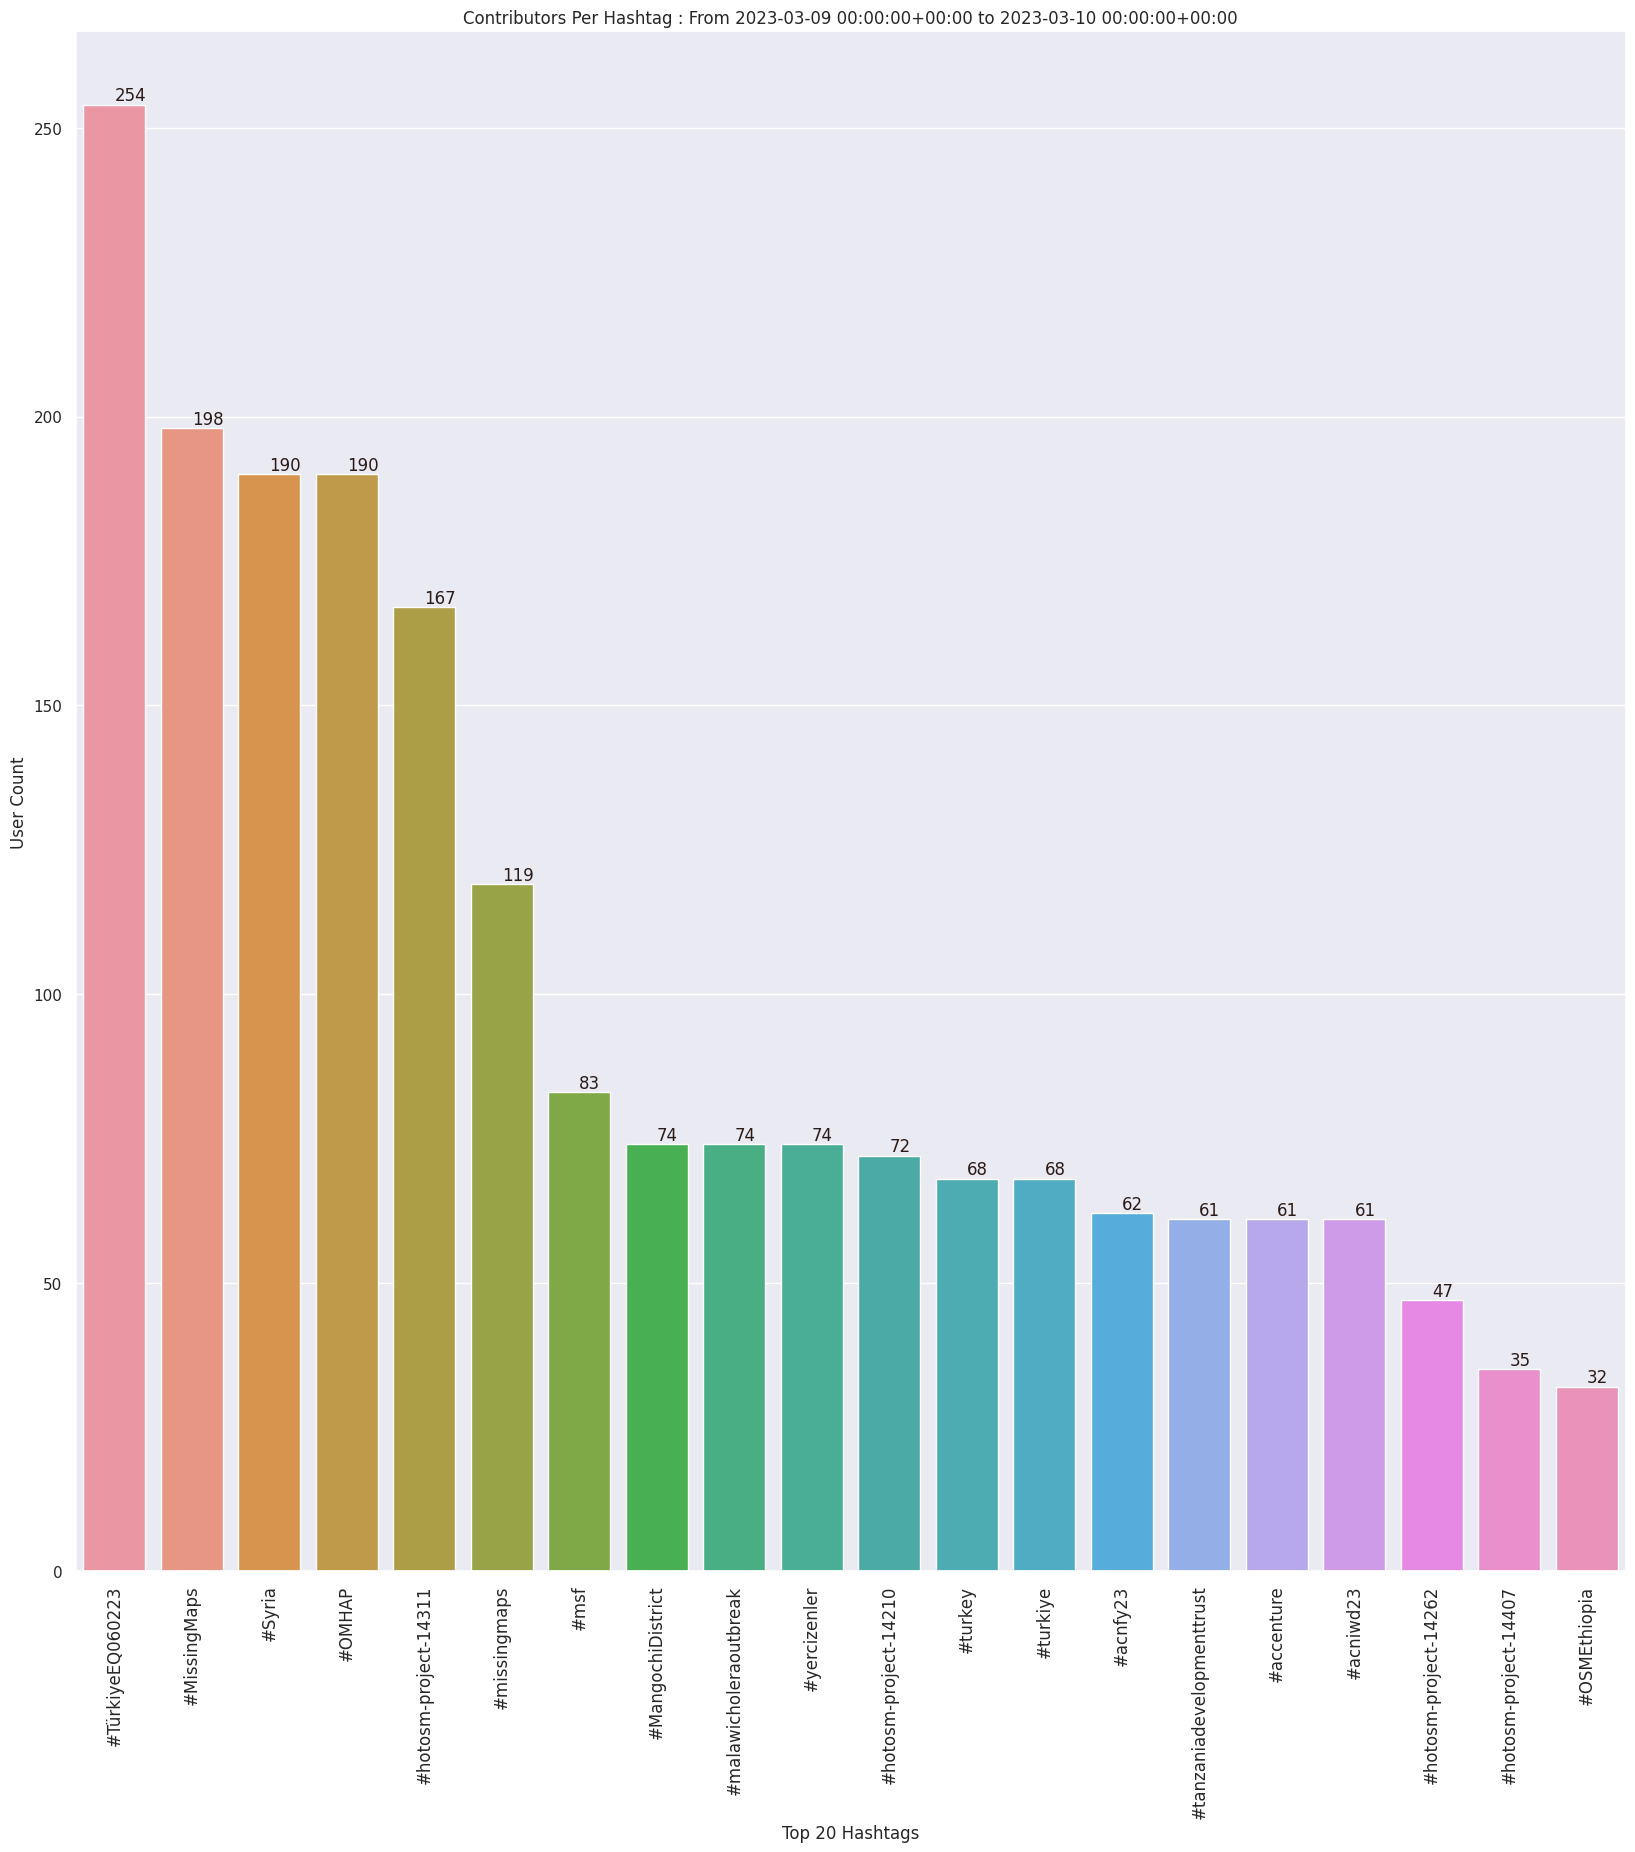 Contributors Per Hashtag : From 2023-03-09 00:00:00+00:00 to 2023-03-10 00:00:00+00:00
User Count
250
200
150
100
50
0
254
198
190
190
167
119
83
74
74
74
72
68
68
62
61
61
61
47
35
32
#TürkiyeEQ060223
#MissingMaps
#Syria
#OMHAP
#hotosm-project-14311
#missingmaps
#msf
#MangochiDistrict
#malawicholeraoutbreak
#yercizenler
#hotosm-project-14210
#turkey
#turkiye
#acnfy23
#tanzaniadevelopmenttrust
#accenture
#acniwd23
#hotosm-project-14262
#hotosm-project-14407
#OSMEthiopia
Top 20 Hashtags